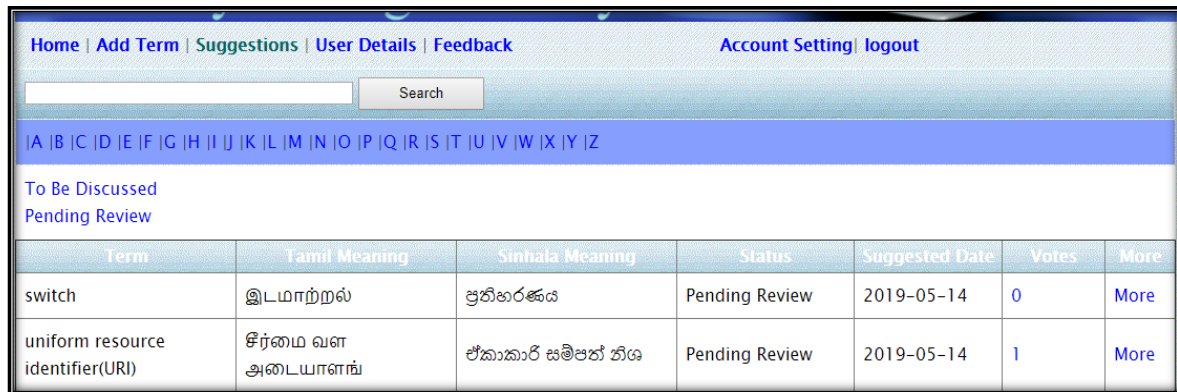 Home | Add Term | Suggestions | User Details | Feedback Account Setting| logout
Search
|A |B |C |D |E |F |G |H |I |J |K |L |M |N |O |P |Q |R |S |T |U |V |W |X |Y |Z
To Be Discussed
Pending Review
Term Tamil Meaning Sinhala Meaning Status Suggested Date Votes More
switch இடமாற்றல் ප්‍රතිහරණය Pending Review 2019-05-14 0 More
uniform resource சீர்மை வள
identifier(URI) அடையாளங் ඒකාකාරි සම්පත් නිශ Pending Review 2019-05-14 1 More